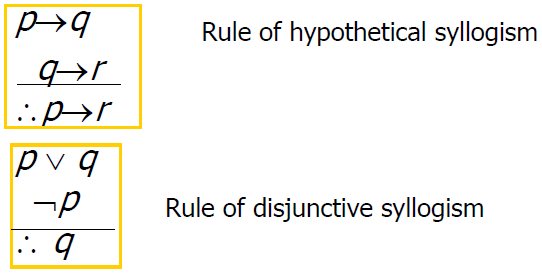 p→q
Rule of hypothetical syllogism
q→r
∴p→r
p ∨ q
¬p
Rule of disjunctive syllogism
∴ q